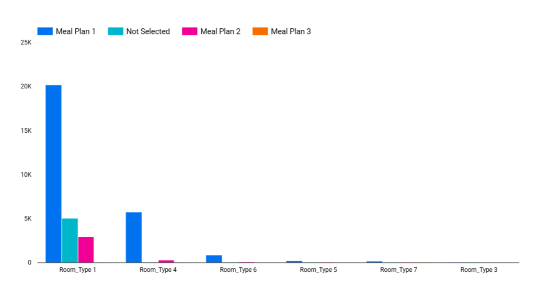 Meal Plan 1 Not Selected Meal Plan 2 Meal Plan 3
25K
20K
15K
10K
5K
0
Room_Type 1 Room_Type 4 Room_Type 6 Room_Type 5 Room_Type 7 Room_Type 3